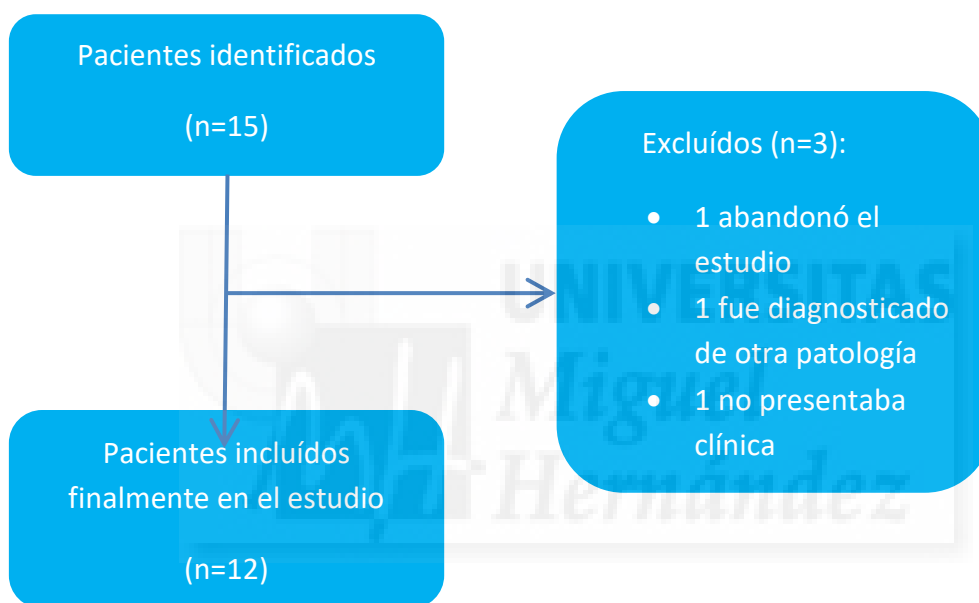 Pacientes identificados
(n=15)
Excluídos (n=3):
• 1 abandonó el
estudio
• 1 fue diagnosticado
de otra patología
• 1 no presentaba
clínica
Pacientes incluídos
finalmente en el estudio
(n=12)
UNIVERSITAS
Miguel
Hernández